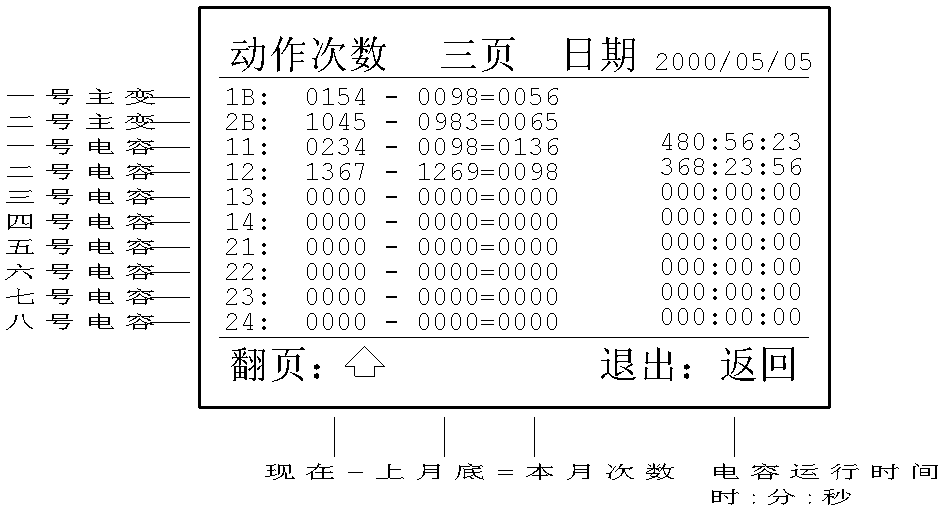 动作次数 三页 日期 2000/05/05
一号主变 1B: 0154 - 0098=0056
二号主变 2B: 1045 - 0983=0065
一号电容 11: 0234 - 0098=0136 480:56:23
二号电容 12: 1367 - 1269=0098 368:23:56
三号电容 13: 0000 - 0000=0000 000:00:00
四号电容 14: 0000 - 0000=0000 000:00:00
五号电容 21: 0000 - 0000=0000 000:00:00
六号电容 22: 0000 - 0000=0000 000:00:00
七号电容 23: 0000 - 0000=0000 000:00:00
八号电容 24: 0000 - 0000=0000 000:00:00
翻页: 退出: 返回
现在-上月底=本月次数 电容运行时间
时:分:秒